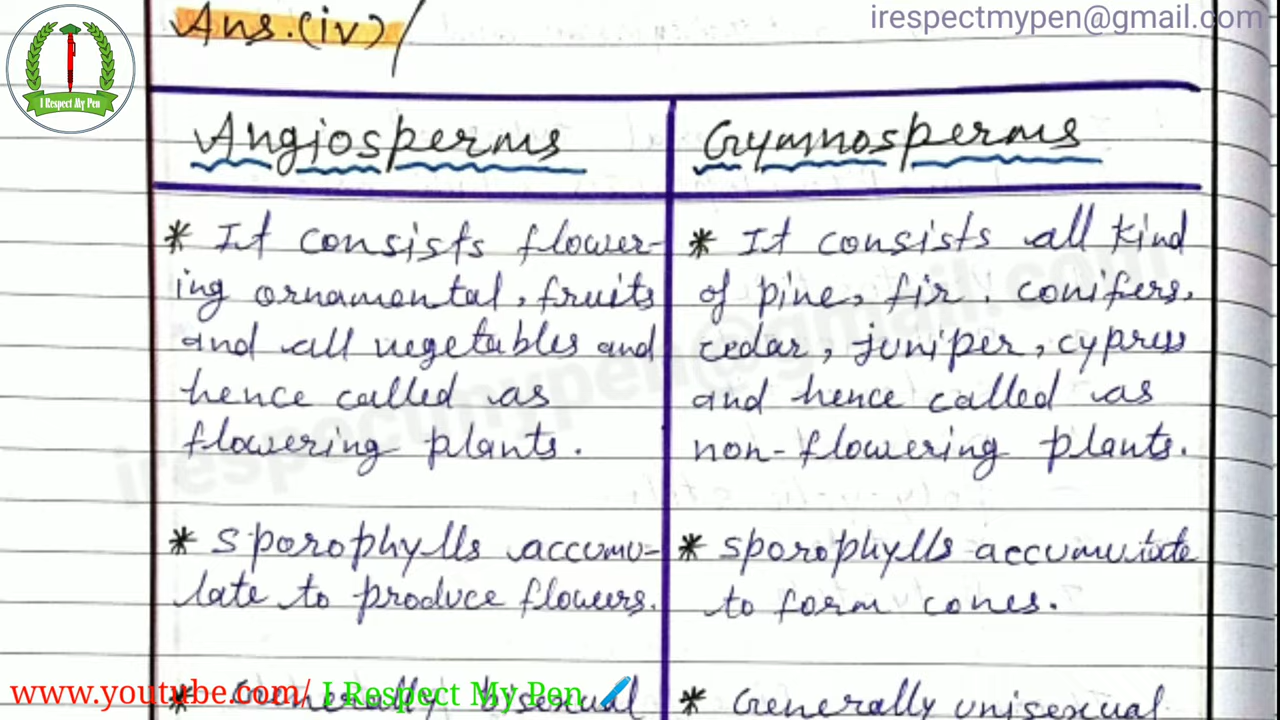 irespectmypen@gmail.com
I Respect My Pen
Ans.(iv)/
Angiosperms
Gymnosperms
* It consists flower-
ing ornamental, fruits
and all vegetables and
hence called as
flowering plants.
* Sporophylls accumu-
late to produce flowers.
* Generally bisexual
* It consists all kind
of pine, fir, conifers,
cedar, juniper, cypress
and hence called as
non-flowering plants.
* Sporophylls accumulate
to form cones.
* Generally unisexual
irespectmypen@gmail.com
www.youtube.com/ I Respect My Pen